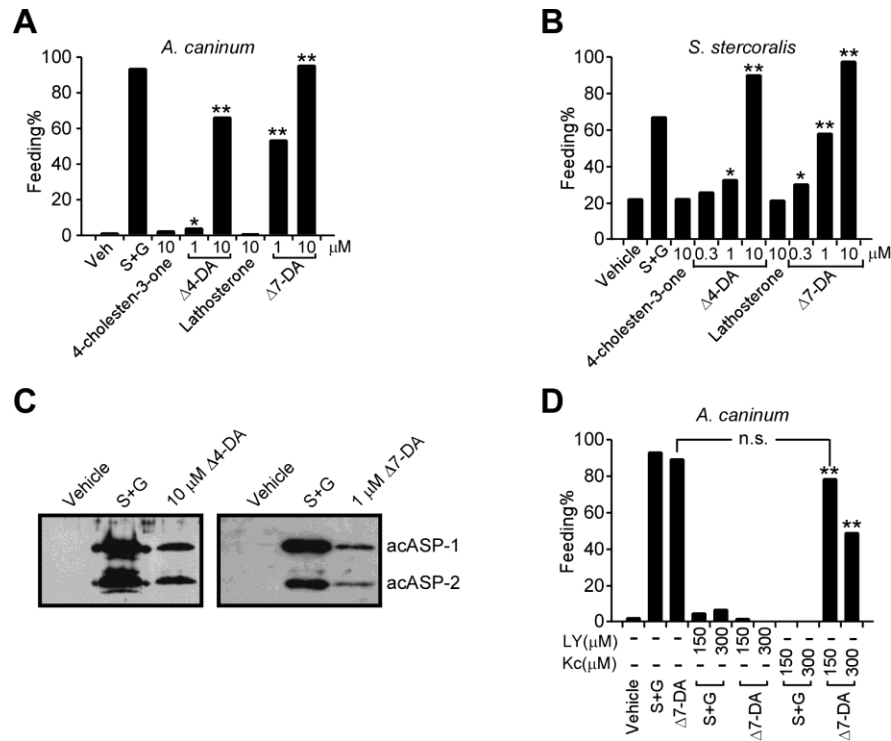 A
A. caninum
Feeding%
100
80
60
40
20
0
*
**
**
**
10 1 10 10 1 10 μM
Veh
S+G
4-cholesten-3-one
Δ4-DA
Lathosterone
Δ7-DA
B
S. stercoralis
Feeding%
100
80
60
40
20
0
*
**
*
**
**
10 0.3 1 10 10 0.3 1 10 μM
Vehicle
S+G
4-cholesten-3-one
Δ4-DA
Lathosterone
Δ7-DA
C
Vehicle
S+G
10 μM Δ4-DA
Vehicle
S+G
1 μM Δ7-DA
acASP-1
acASP-2
D
A. caninum
n.s.
Feeding%
100
80
60
40
20
0
**
**
LY(μM) - - - 150 300 150 300 - - - -
Kc(μM) - - - - - - - 150 300 150 300
Vehicle
S+G
Δ7-DA
S+G
Δ7-DA
S+G
Δ7-DA